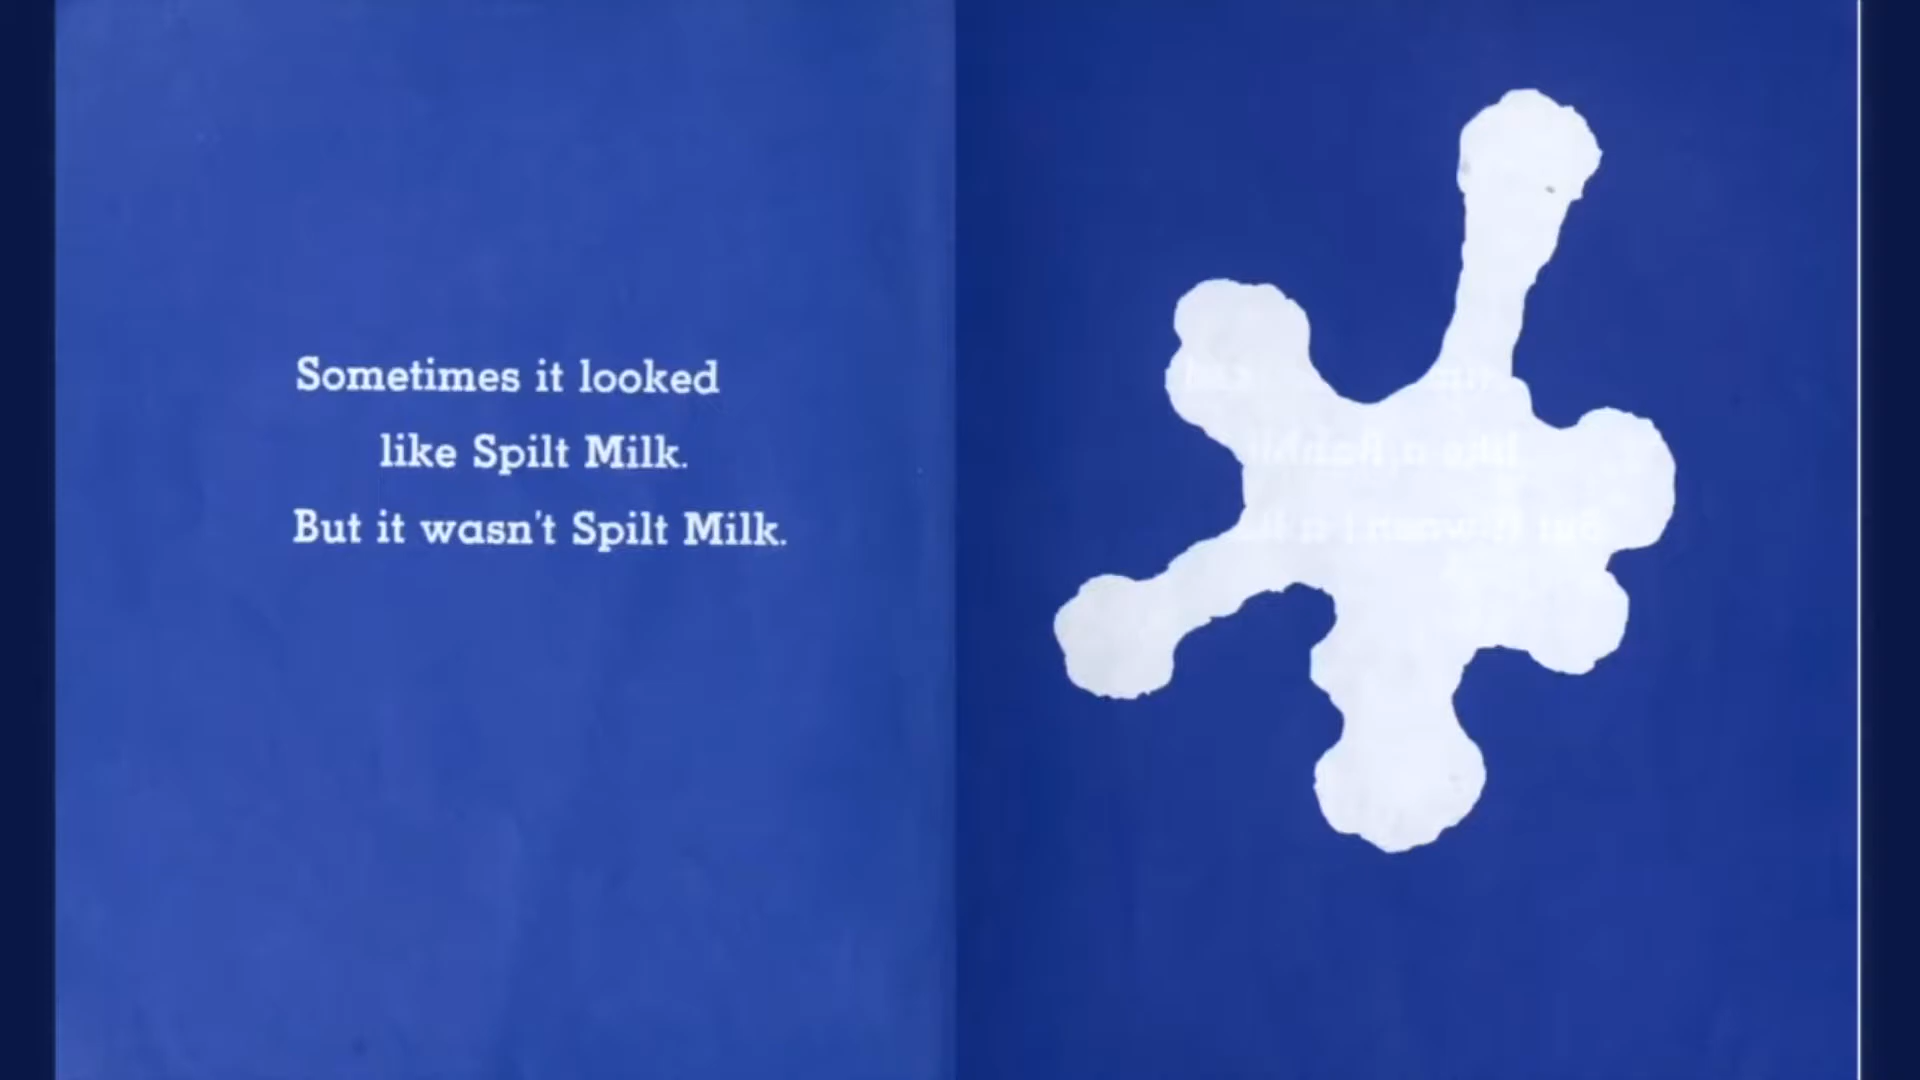 Sometimes it looked
like Spilt Milk.
But it wasn't Spilt Milk.